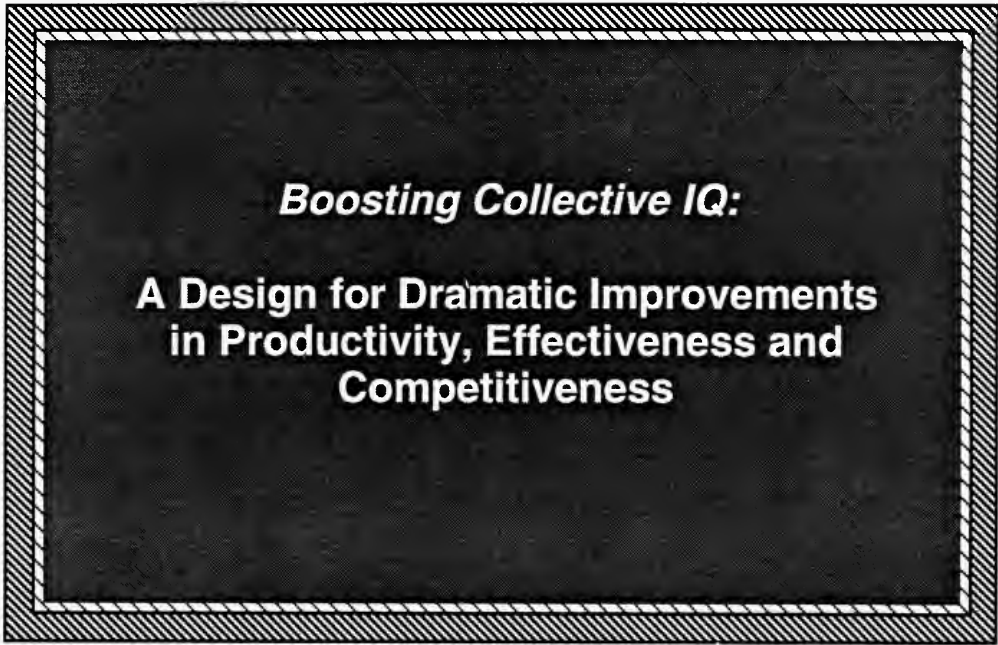 Boosting Collective IQ:
A Design for Dramatic Improvements
in Productivity, Effectiveness and
Competitiveness